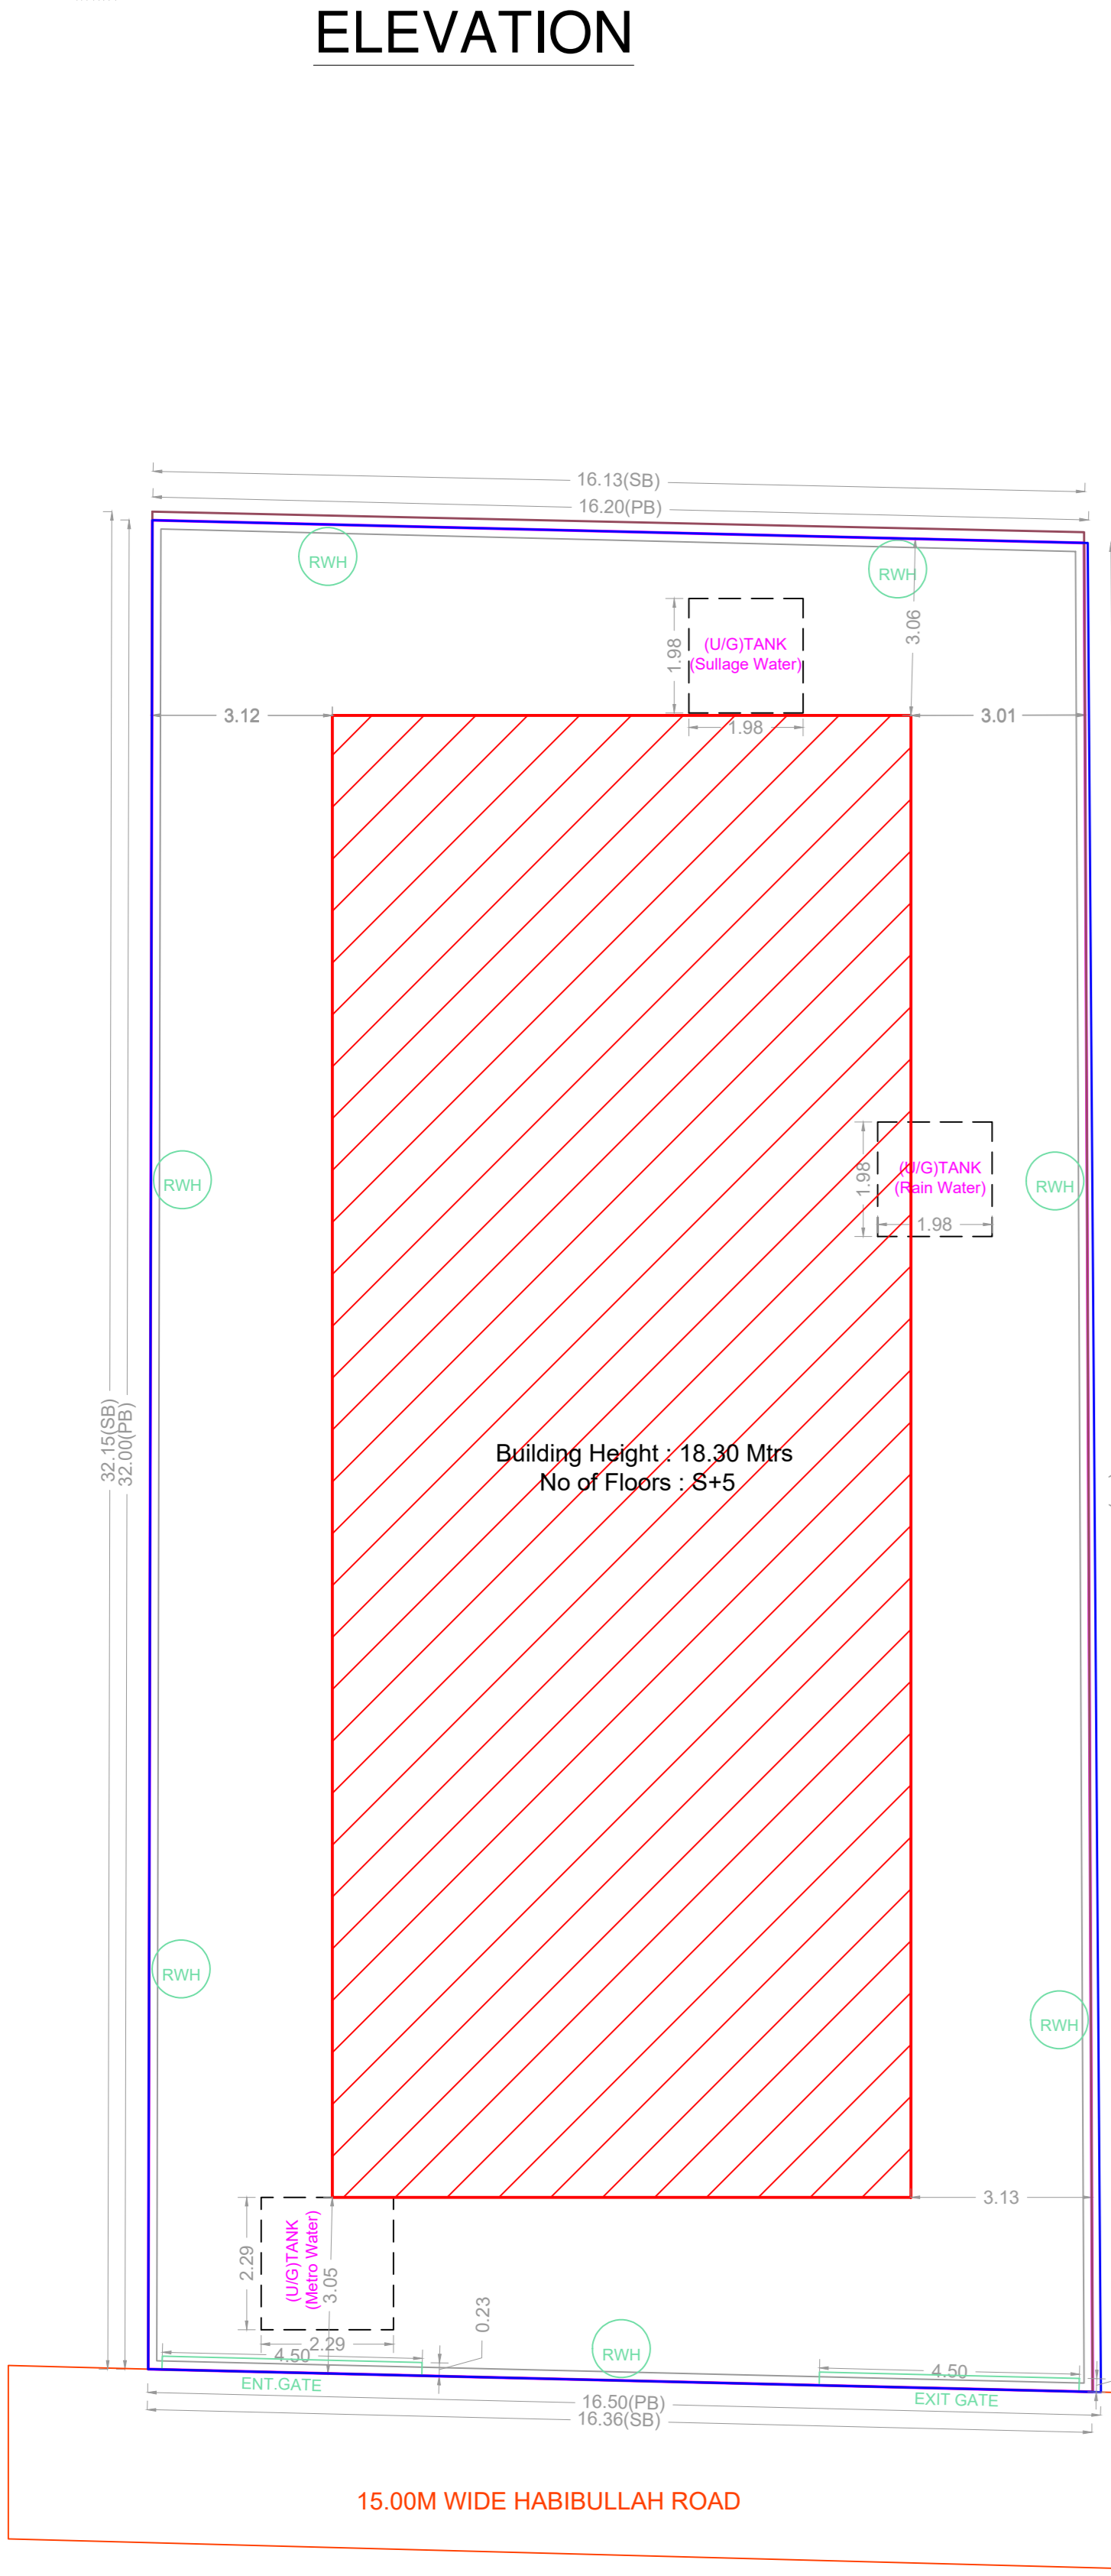 ELEVATION
16.13(SB)
16.20(PB)
RWH
RWH
3.06
1.98
(U/G)TANK
(Sullage Water)
1.98
3.12
3.01
1.98
(U/G)TANK
(Rain Water)
1.98
RWH
RWH
32.15(SB)
32.00(PB)
Building Height : 18.30 Mtrs
No of Floors : S+5
RWH
RWH
3.13
2.29
(U/G)TANK
(Metro Water)
3.05
2.29
0.23
4.50
RWH
4.50
ENT.GATE
EXIT GATE
16.50(PB)
16.36(SB)
15.00M WIDE HABIBULLAH ROAD